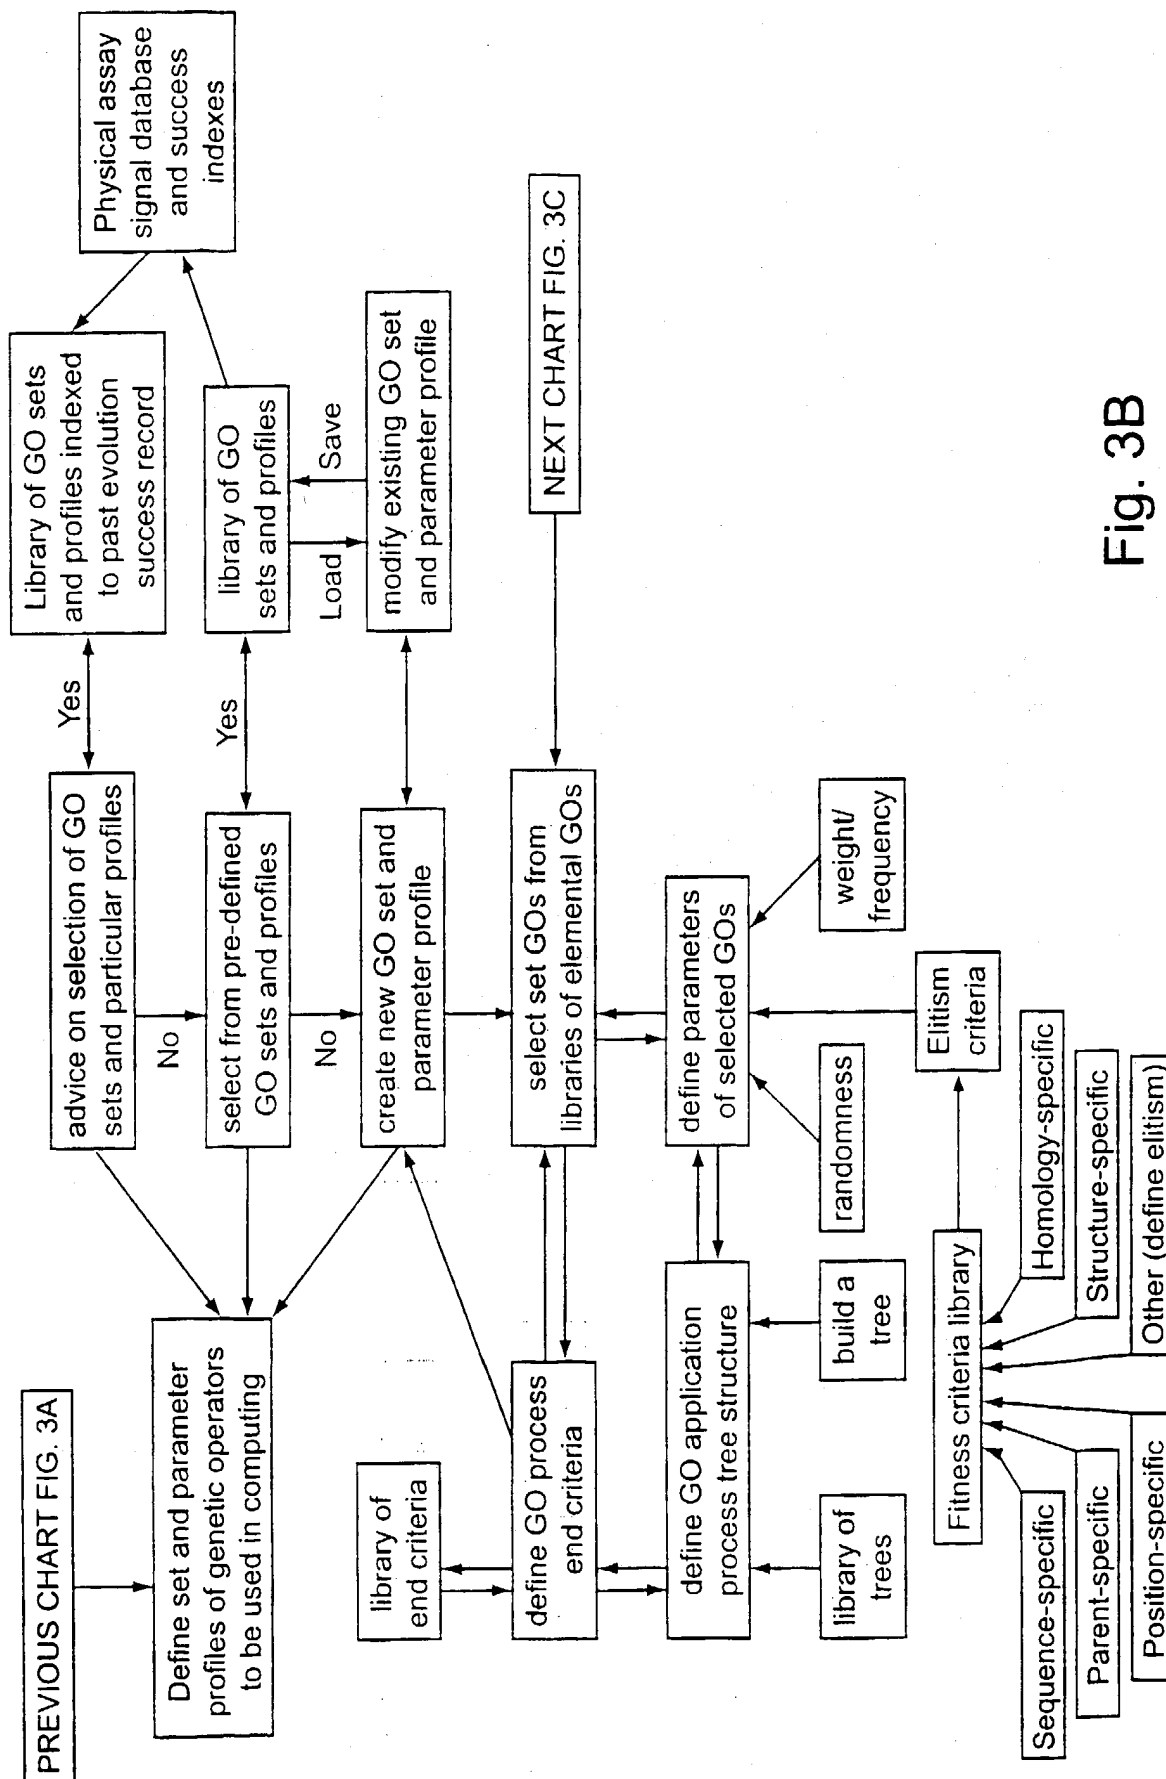 PREVIOUS CHART FIG. 3A
Define set and parameter
profiles of genetic operators
to be used in computing
advice on selection of GO
sets and particular profiles
Yes
Library of GO sets
and profiles indexed
to past evolution
success record
Physical assay
signal database
and success
indexes
No
select from pre-defined
GO sets and profiles
Yes
library of GO
sets and profiles
No
Load
Save
create new GO set and
parameter profile
modify existing GO set
and parameter profile
library of
end criteria
define GO process
end criteria
select set GOs from
libraries of elemental GOs
NEXT CHART FIG. 3C
define GO application
process tree structure
define parameters
of selected GOs
library of
trees
build a
tree
randomness
weight/
frequency
Fitness criteria library
Elitism
criteria
Sequence-specific
Homology-specific
Parent-specific
Structure-specific
Position-specific
Other (define elitism)
Fig. 3B